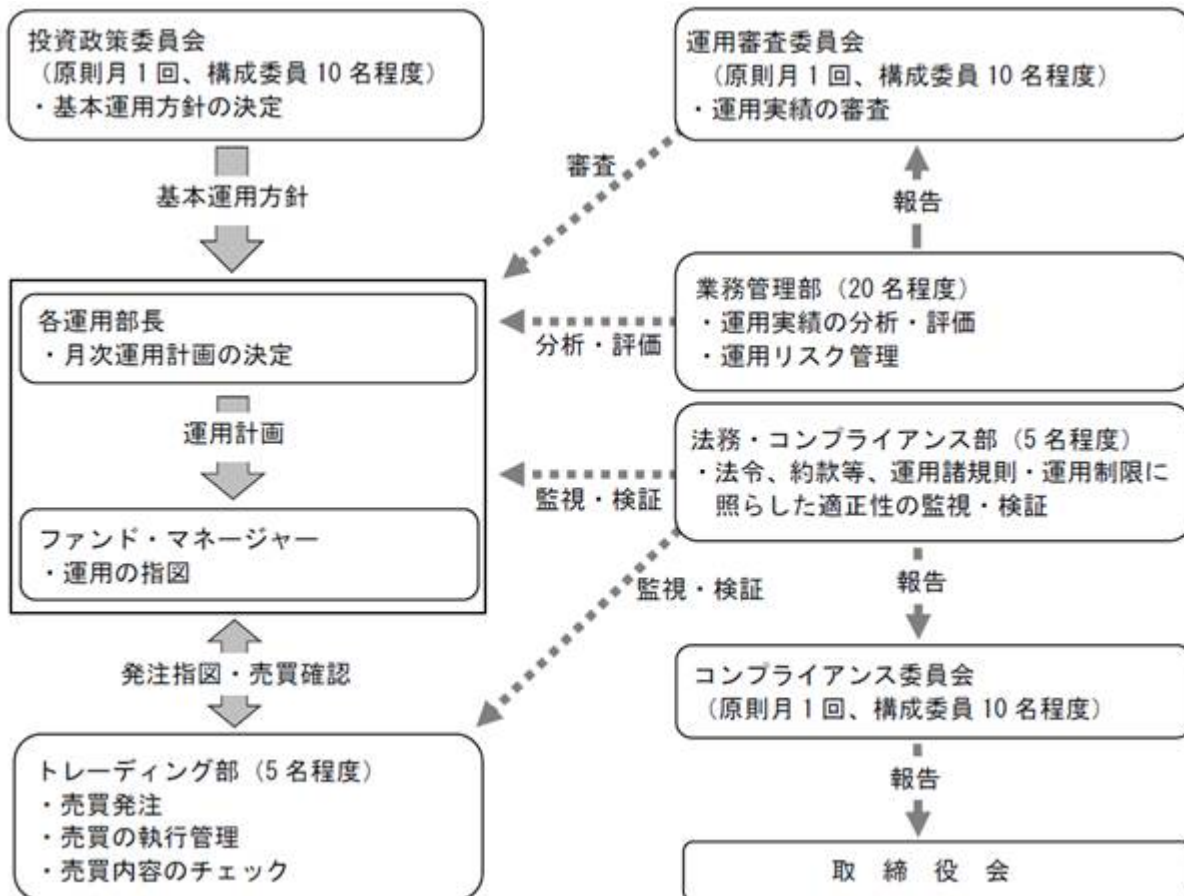 投資政策委員会
（原則月１回、構成委員 10 名程度）
・基本運用方針の決定
基本運用方針
各運用部長
・月次運用計画の決定
運用計画
ファンド・マネージャー
・運用の指図
発注指図・売買確認
トレーディング部（5 名程度）
・売買発注
・売買の執行管理
・売買内容のチェック
運用審査委員会
（原則月１回、構成委員 10 名程度）
・運用実績の審査
審査
報告
業務管理部（20 名程度）
・運用実績の分析・評価
・運用リスク管理
分析・評価
法務・コンプライアンス部（5 名程度）
・法令、約款等、運用諸規則・運用制限に
照らした適正性の監視・検証
監視・検証
監視・検証
報告
コンプライアンス委員会
（原則月１回、構成委員 10 名程度）
報告
取 締 役 会